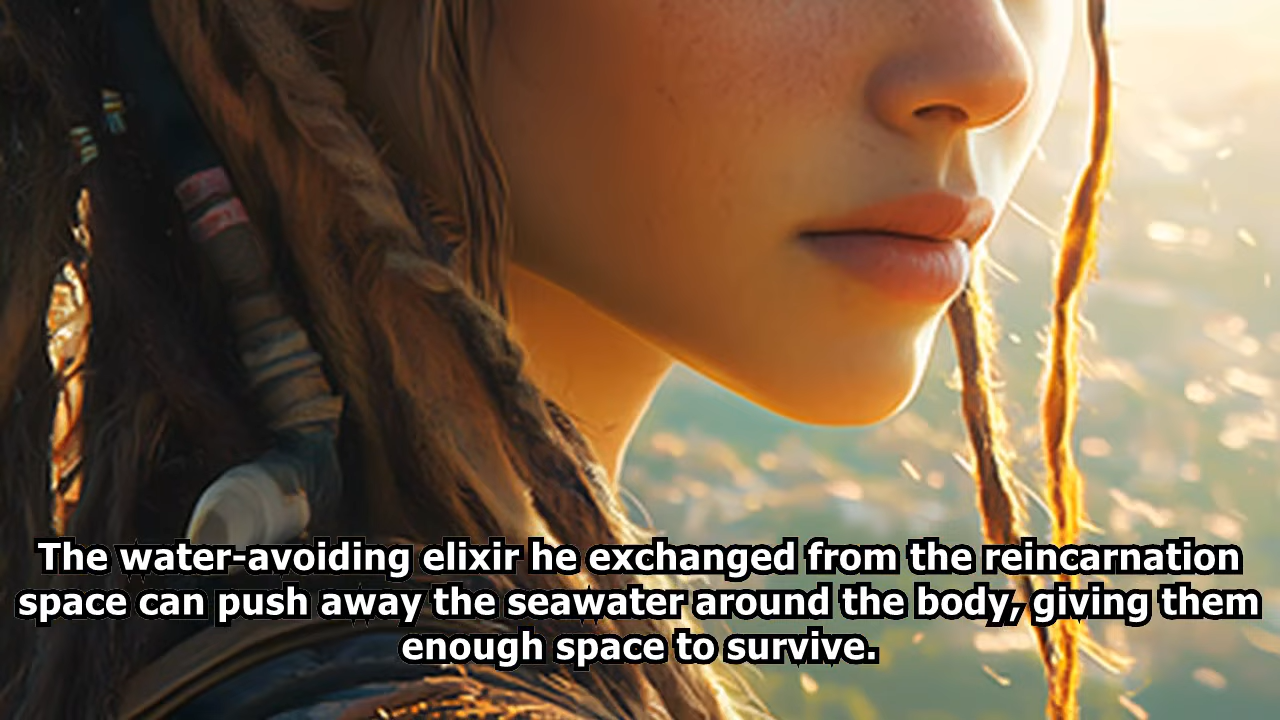 The water-avoiding elixir he exchanged from the reincarnation
space can push away the seawater around the body, giving them
enough space to survive.